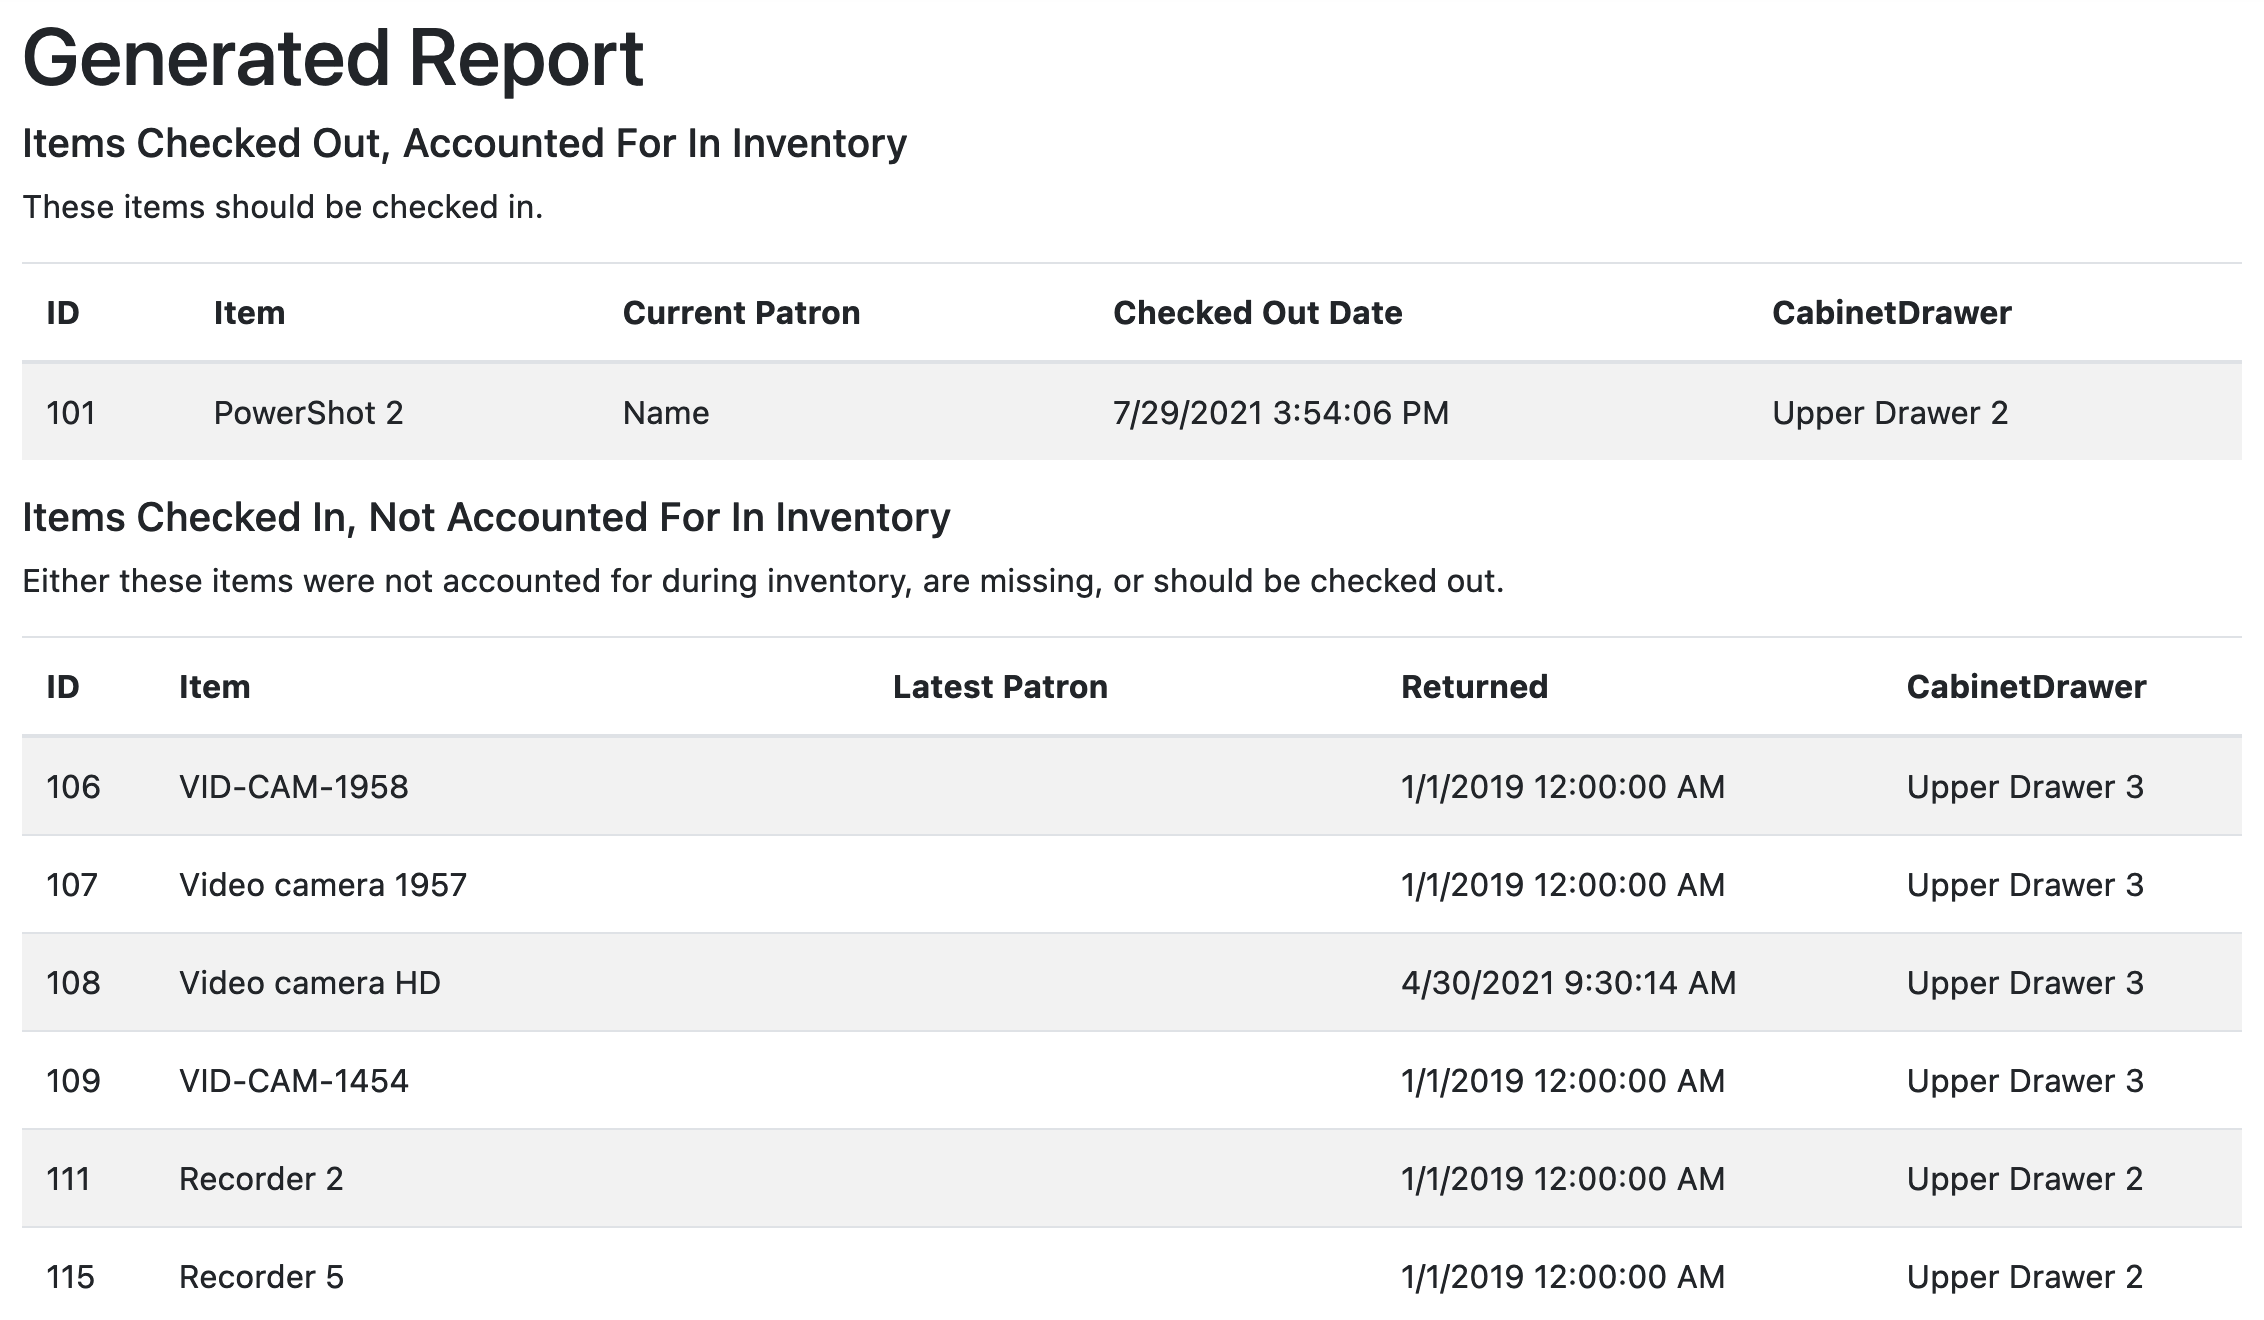 Generated Report
Items Checked Out, Accounted For In Inventory
These items should be checked in.
ID Item Current Patron Checked Out Date CabinetDrawer
101 PowerShot 2 Name 7/29/2021 3:54:06 PM Upper Drawer 2
Items Checked In, Not Accounted For In Inventory
Either these items were not accounted for during inventory, are missing, or should be checked out.
ID Item Latest Patron Returned CabinetDrawer
106 VID-CAM-1958 1/1/2019 12:00:00 AM Upper Drawer 3
107 Video camera 1957 1/1/2019 12:00:00 AM Upper Drawer 3
108 Video camera HD 4/30/2021 9:30:14 AM Upper Drawer 3
109 VID-CAM-1454 1/1/2019 12:00:00 AM Upper Drawer 3
111 Recorder 2 1/1/2019 12:00:00 AM Upper Drawer 2
115 Recorder 5 1/1/2019 12:00:00 AM Upper Drawer 2